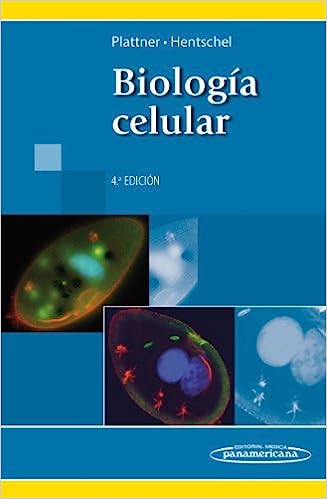 Plattner • Hentschel
Biología
celular
4.ª EDICIÓN
EDITORIAL MEDICA
panamericana